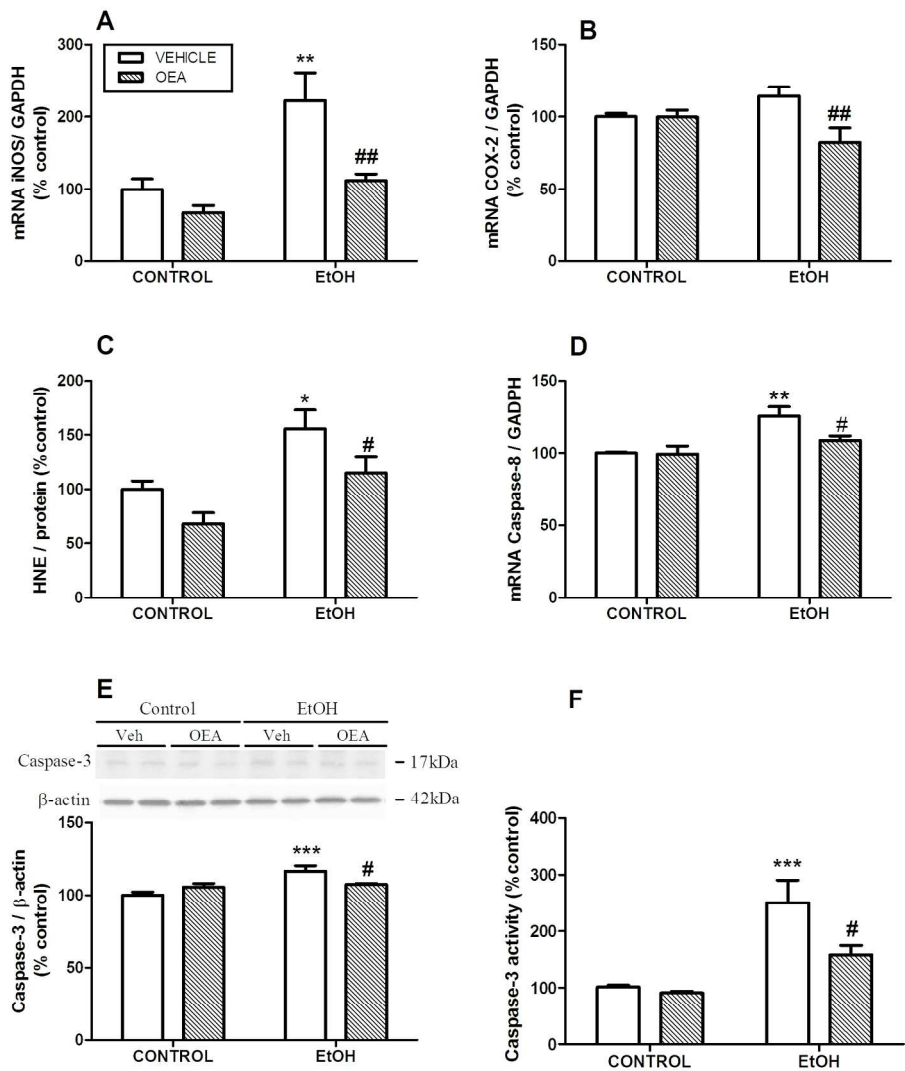 A
mRNA iNOS/ GAPDH
(% control)
300
200
100
0
VEHICLE
OEA
**
##
CONTROL
EtOH
B
mRNA COX-2 / GAPDH
(% control)
150
100
50
0
##
CONTROL
EtOH
C
HNE / protein (%control)
200
150
100
50
0
*
#
CONTROL
EtOH
D
mRNA Caspase-8 / GADPH
150
100
50
0
**
#
CONTROL
EtOH
E
Control
EtOH
Veh
OEA
Veh
OEA
Caspase-3
– 17kDa
β-actin
– 42kDa
Caspase-3 / β-actin
(% control)
150
100
50
0
***
#
CONTROL
EtOH
F
Caspase-3 activity (%control)
400
300
200
100
0
***
#
CONTROL
EtOH